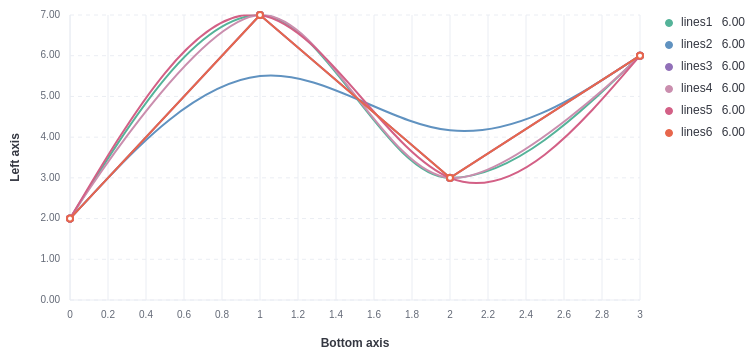 7.00
6.00
5.00
4.00
3.00
2.00
1.00
0.00
Left axis
0 0.2 0.4 0.6 0.8 1 1.2 1.4 1.6 1.8 2 2.2 2.4 2.6 2.8 3
Bottom axis
lines1 6.00
lines2 6.00
lines3 6.00
lines4 6.00
lines5 6.00
lines6 6.00